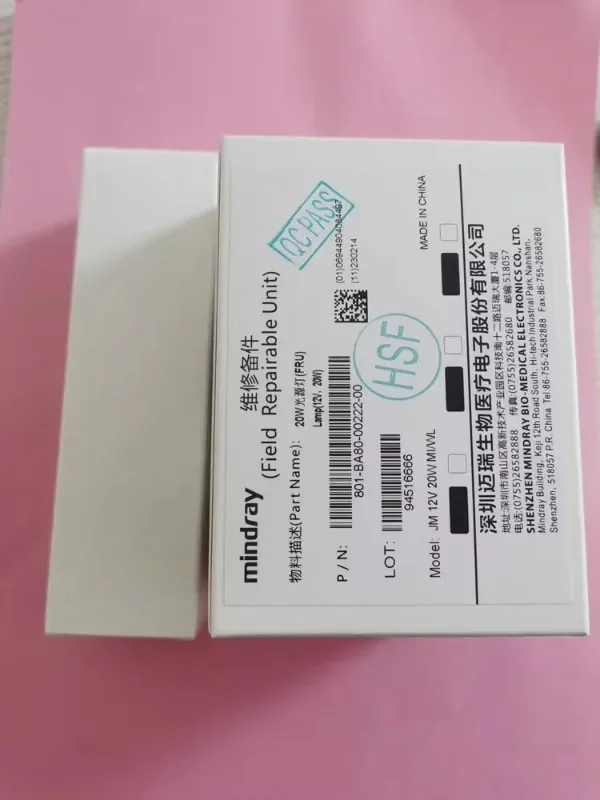 mindray
维修备件
(Field Repairable Unit)
QC PASS
物料描述(Part Name):
20W光源灯(FRU)
Lamp(12V, 20W)
(11)230214
P/N:
801-BA80-00222-00
HSF
LOT:
94516666
Model: JM 12V 20W MI/WL
MADE IN CHINA
深圳迈瑞生物医疗电子股份有限公司
地址:深圳市南山区高新技术产业园区科技南十二路迈瑞大厦1-4层
电话:(0755)26582888 传真:(0755)26582680 邮编 518057
SHENZHEN MINDRAY BIO-MEDICAL ELECTRONICS CO., LTD.
Mindray Building, Keji 12th Road South, Hi-tech Industrial Park, Nanshan,
Shenzhen, 518057 P.R. China Tel: 86-755-26582888 Fax:86-755-26582680